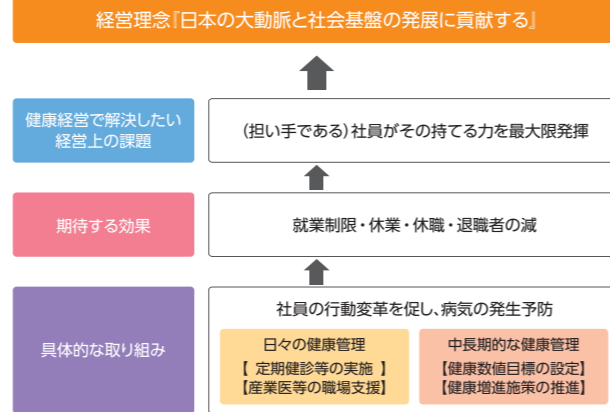 経営理念『日本の大動脈と社会基盤の発展に貢献する』
健康経営で解決したい
経営上の課題
(担い手である)社員がその持てる力を最大限発揮
期待する効果
就業制限・休業・休職・退職者の減
具体的な取り組み
社員の行動変革を促し、病気の発生予防
日々の健康管理
【 定期健診等の実施 】
【産業医等の職場支援】
中長期的な健康管理
【健康数値目標の設定】
【健康増進施策の推進】